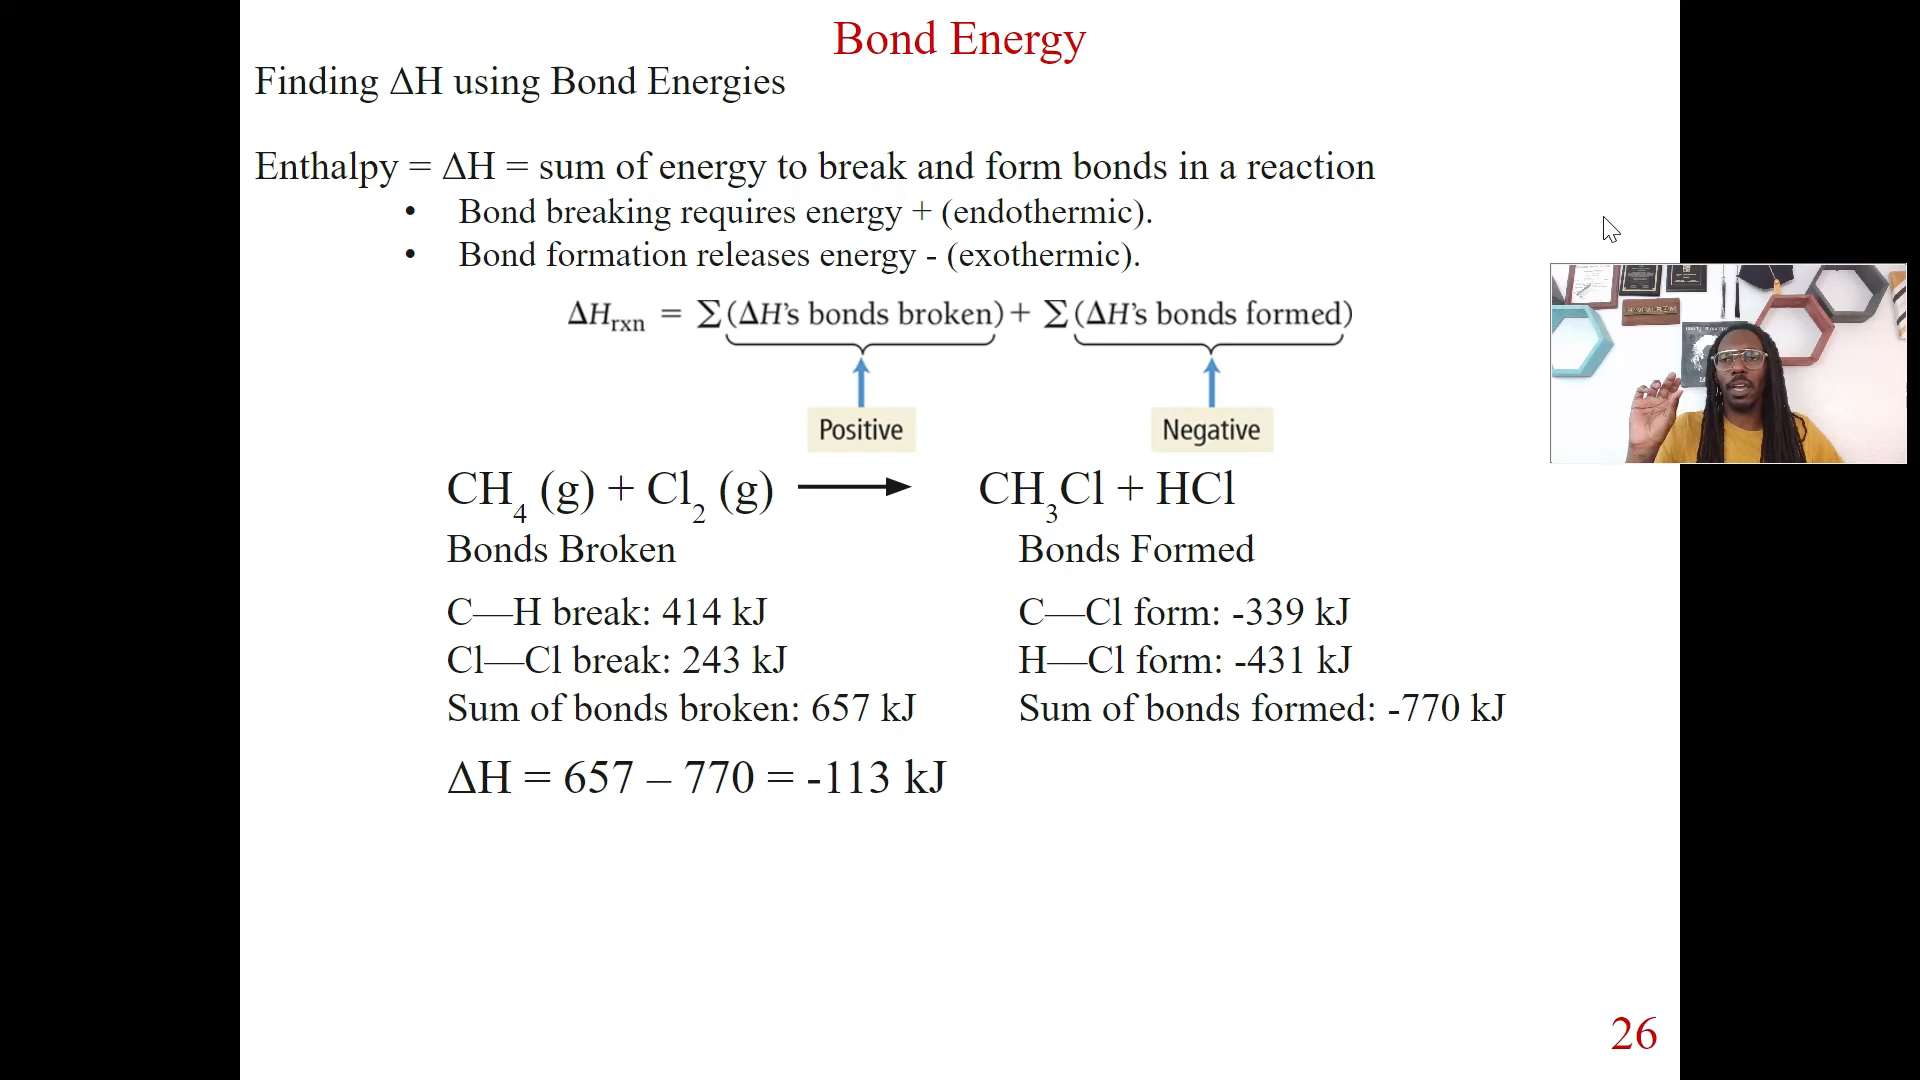 Bond Energy
Finding ΔH using Bond Energies
Enthalpy = ΔH = sum of energy to break and form bonds in a reaction
• Bond breaking requires energy + (endothermic).
• Bond formation releases energy - (exothermic).
ΔHrxn = Σ(ΔH's bonds broken) + Σ(ΔH's bonds formed)
Positive Negative
CH4 (g) + Cl2 (g) ⟶ CH3Cl + HCl
Bonds Broken Bonds Formed
C—H break: 414 kJ C—Cl form: -339 kJ
Cl—Cl break: 243 kJ H—Cl form: -431 kJ
Sum of bonds broken: 657 kJ Sum of bonds formed: -770 kJ
ΔH = 657 – 770 = -113 kJ
26